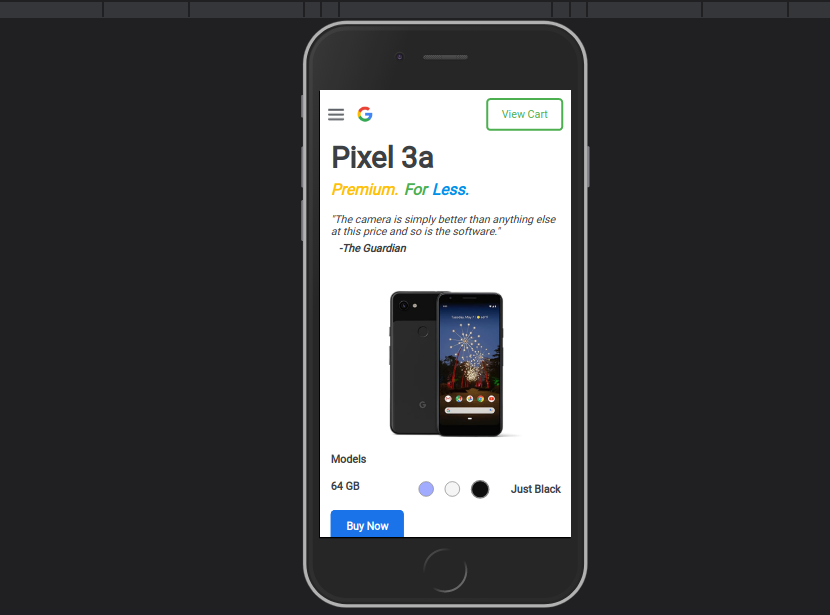 View Cart
Pixel 3a
Premium. For Less.
"The camera is simply better than anything else
at this price and so is the software."
-The Guardian
Models
64 GB
Just Black
Buy Now